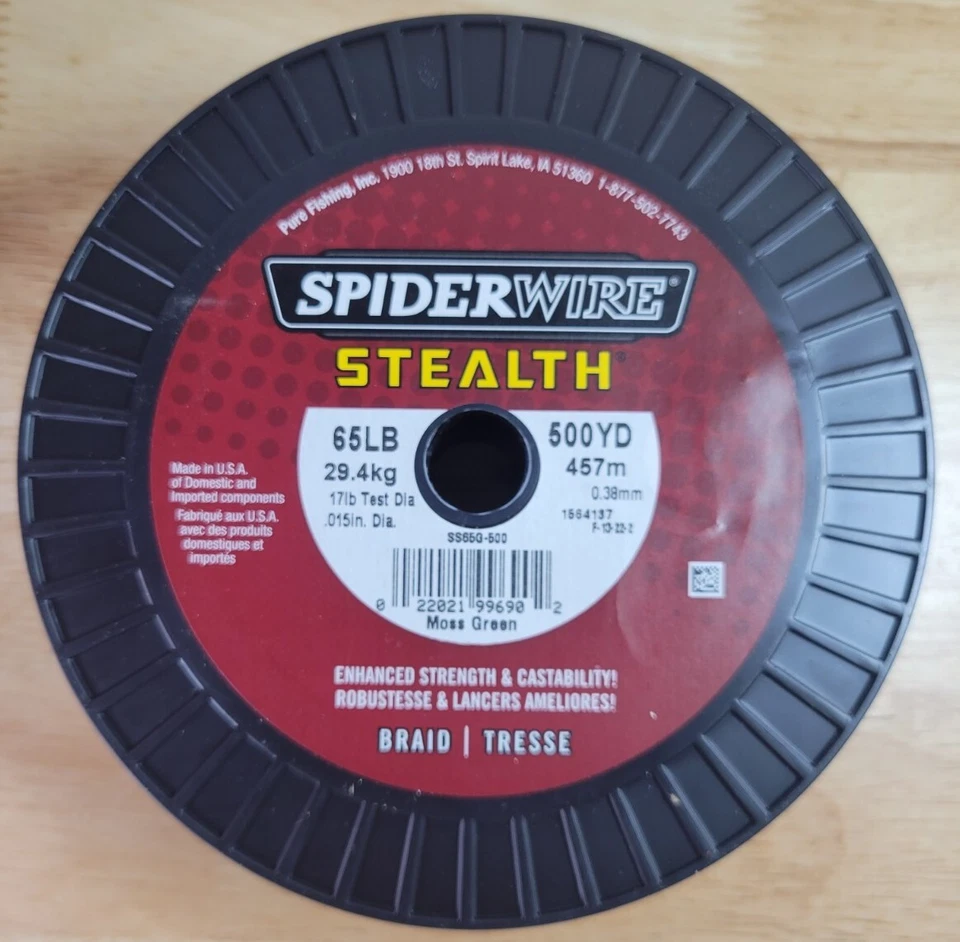 Pure Fishing, Inc. 1900 18th St. Spirit Lake, IA 51360 1-877-502-7743
SPIDERWIRE®
STEALTH®
65LB
29.4kg
17lb Test Dia
.015in. Dia.
500YD
457m
0.38mm
1564137
F-13-22-2
SS65G-500
0 22021 99690 2
Moss Green
Made in U.S.A.
of Domestic and
Imported components
Fabriqué aux U.S.A.
avec des produits
domestiques et
importés
ENHANCED STRENGTH & CASTABILITY!
ROBUSTESSE & LANCERS AMELIORES!
BRAID | TRESSE